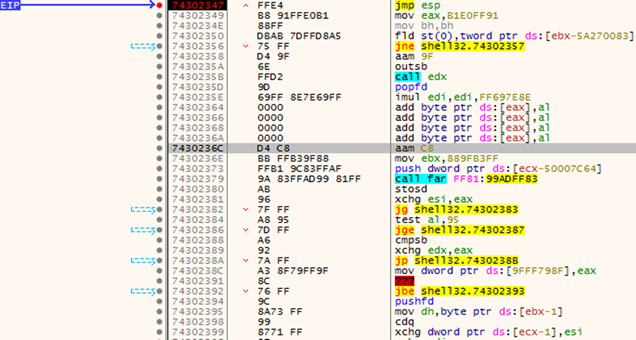 EIP 74302347 FFE4 jmp esp
74302349 B8 91FFE0B1 mov eax,B1E0FF91
7430234E 88FF mov bh,bh
74302350 DBAB 7DFFD8A5 fld st(0),tword ptr ds:[ebx-5A270083]
74302356 75 FF jne shell32.74302357
74302358 D4 9F aam 9F
7430235A 6E outsb
7430235B FFD2 call edx
7430235D 9D popfd
7430235E 69FF 8E7E69FF imul edi,edi,FF697E8E
74302364 0000 add byte ptr ds:[eax],al
74302366 0000 add byte ptr ds:[eax],al
74302368 0000 add byte ptr ds:[eax],al
7430236A 0000 add byte ptr ds:[eax],al
7430236C D4 C8 aam C8
7430236E BB FFB39F88 mov ebx,889FB3FF
74302373 FFB1 9C83FFAF push dword ptr ds:[ecx-50007C64]
74302379 9A 83FFAD99 81FF call far FF81:99ADFF83
74302380 AB stosd
74302381 96 xchg esi,eax
74302382 7F FF jg shell32.74302383
74302384 A8 95 test al,95
74302386 7D FF jge shell32.74302387
74302388 A6 cmpsb
74302389 92 xchg edx,eax
7430238A 7A FF jp shell32.7430238B
7430238C A3 8F79FF9F mov dword ptr ds:[9FFF798F],eax
74302391 8C ???
74302392 76 FF jbe shell32.74302393
74302394 9C pushfd
74302395 8A73 FF mov dh,byte ptr ds:[ebx-1]
74302398 99 cdq
74302399 8771 FF xchg dword ptr ds:[ecx-1],esi